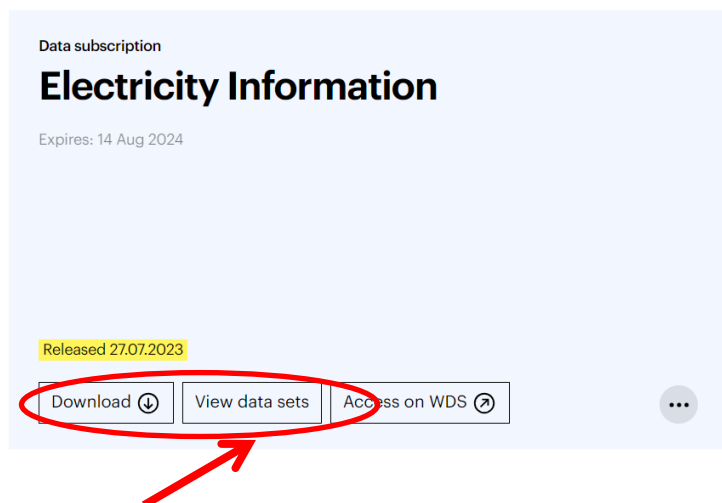 Data subscription
Electricity Information
Expires: 14 Aug 2024
Released 27.07.2023
Download View data sets Access on WDS